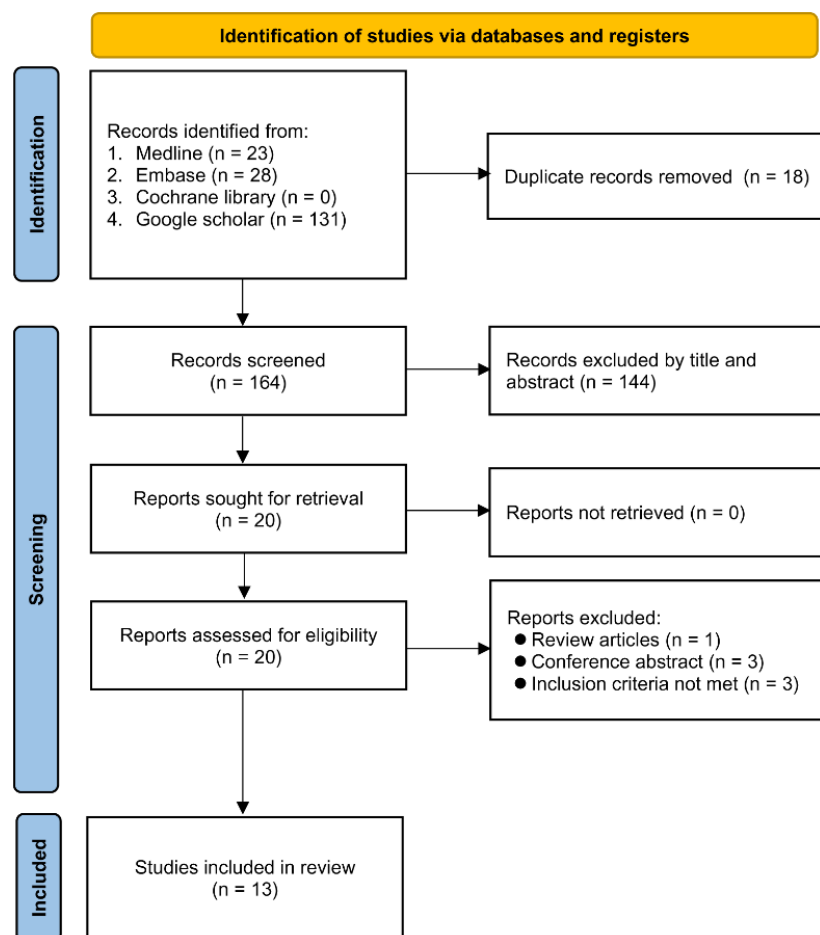 Identification of studies via databases and registers
Identification
Records identified from:
1. Medline (n = 23)
2. Embase (n = 28)
3. Cochrane library (n = 0)
4. Google scholar (n = 131)
Duplicate records removed (n = 18)
Screening
Records screened
(n = 164)
Records excluded by title and
abstract (n = 144)
Reports sought for retrieval
(n = 20)
Reports not retrieved (n = 0)
Reports assessed for eligibility
(n = 20)
Reports excluded:
● Review articles (n = 1)
● Conference abstract (n = 3)
● Inclusion criteria not met (n = 3)
Included
Studies included in review
(n = 13)